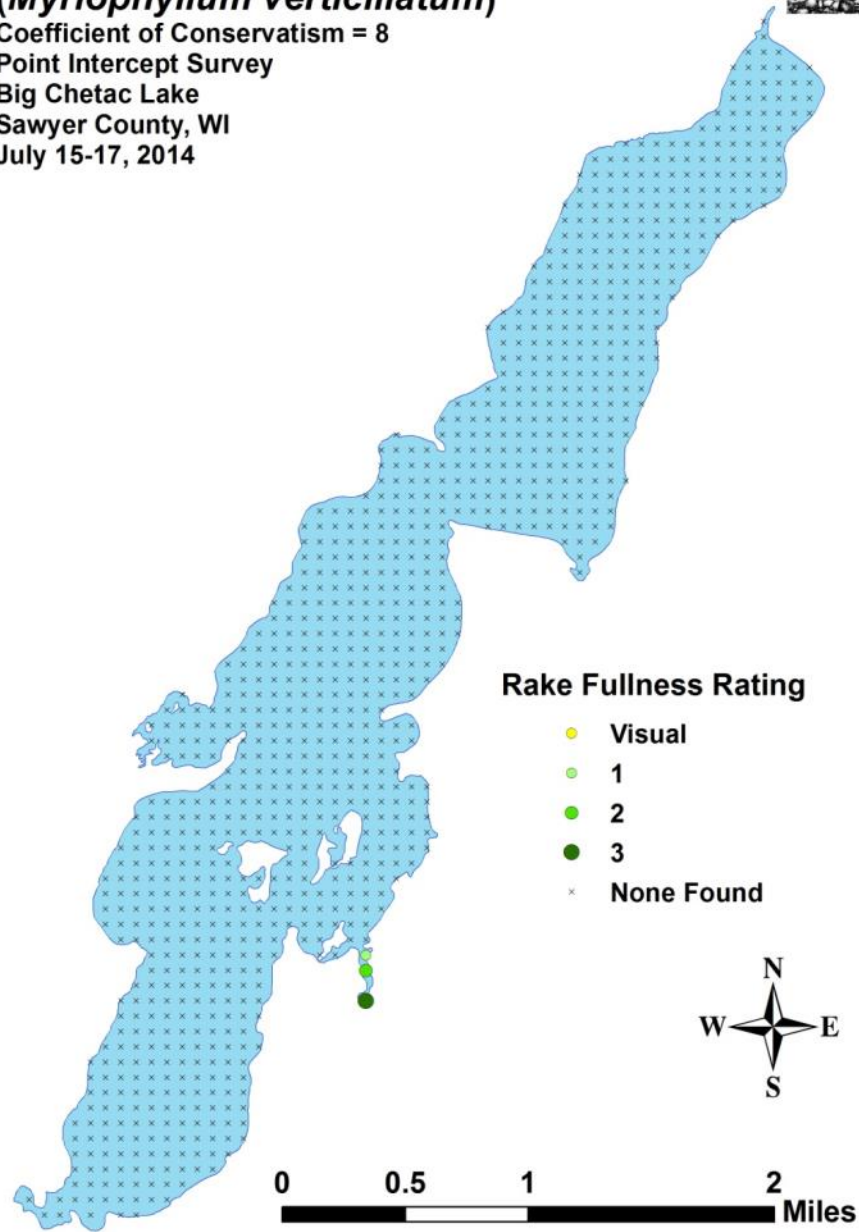 (Myriophyllum verticillatum)
Coefficient of Conservatism = 8
Point Intercept Survey
Big Chetac Lake
Sawyer County, WI
July 15-17, 2014
Rake Fullness Rating
Visual
1
2
3
None Found
N
W E
S
0 0.5 1 2
Miles